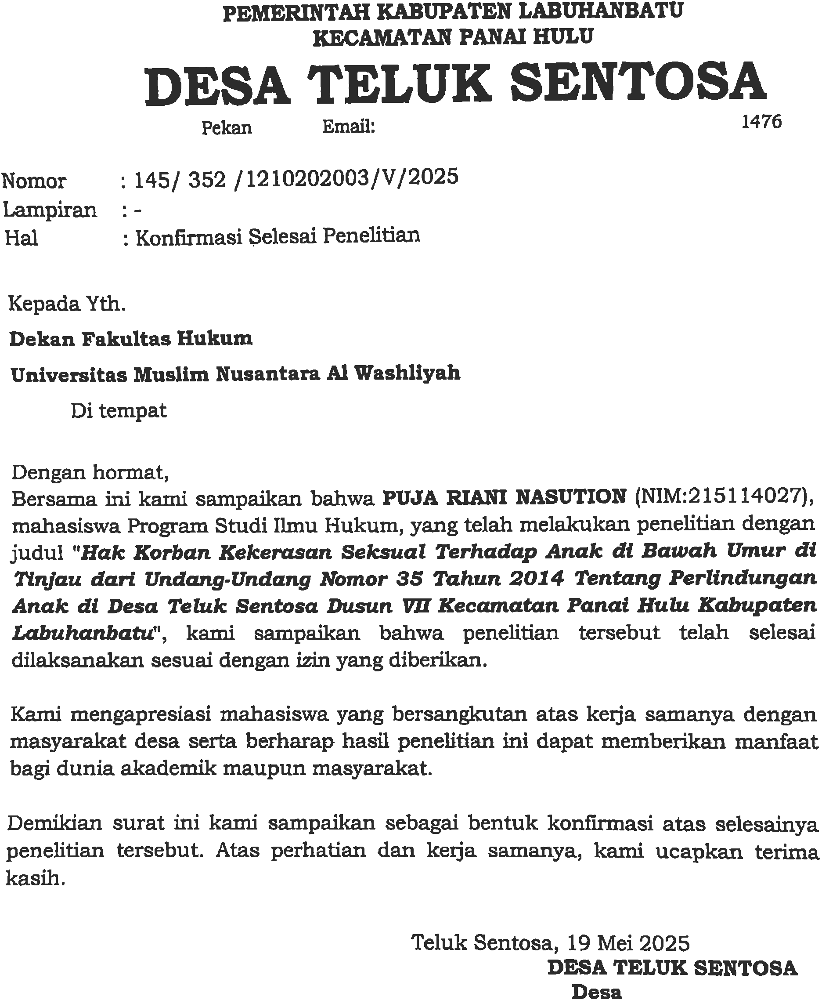 PEMERINTAH KABUPATEN LABUHANBATU
KECAMATAN PANAI HULU
DESA TELUK SENTOSA
Pekan Email: 1476
Nomor : 145/ 352 /1210202003/V/2025
Lampiran : -
Hal : Konfirmasi Selesai Penelitian
Kepada Yth.
Dekan Fakultas Hukum
Universitas Muslim Nusantara Al Washliyah
Di tempat
Dengan hormat,
Bersama ini kami sampaikan bahwa PUJA RIANI NASUTION (NIM:215114027),
mahasiswa Program Studi Ilmu Hukum, yang telah melakukan penelitian dengan
judul "Hak Korban Kekerasan Seksual Terhadap Anak di Bawah Umur di
Tinjau dari Undang-Undang Nomor 35 Tahun 2014 Tentang Perlindungan
Anak di Desa Teluk Sentosa Dusun VII Kecamatan Panai Hulu Kabupaten
Labuhanbatu", kami sampaikan bahwa penelitian tersebut telah selesai
dilaksanakan sesuai dengan izin yang diberikan.
Kami mengapresiasi mahasiswa yang bersangkutan atas kerja samanya dengan
masyarakat desa serta berharap hasil penelitian ini dapat memberikan manfaat
bagi dunia akademik maupun masyarakat.
Demikian surat ini kami sampaikan sebagai bentuk konfirmasi atas selesainya
penelitian tersebut. Atas perhatian dan kerja samanya, kami ucapkan terima
kasih.
Teluk Sentosa, 19 Mei 2025
DESA TELUK SENTOSA
Desa